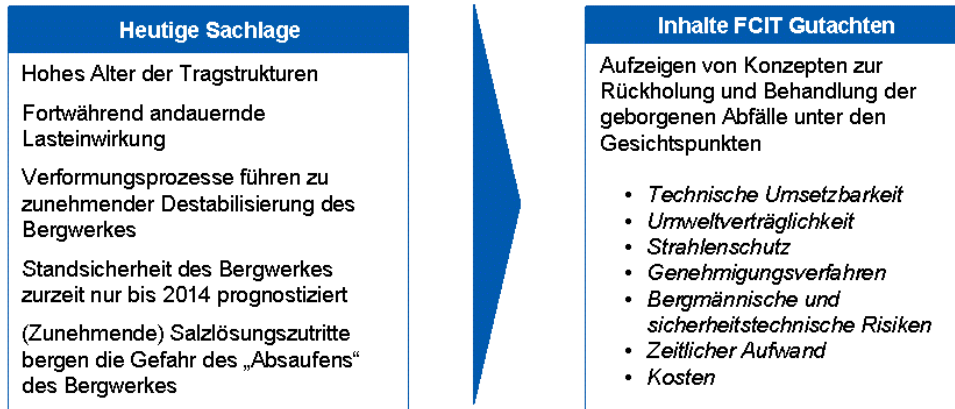 Heutige Sachlage
Hohes Alter der Tragstrukturen
Fortwährend andauernde
Lasteinwirkung
Verformungsprozesse führen zu
zunehmender Destabilisierung des
Bergwerkes
Standsicherheit des Bergwerkes
zurzeit nur bis 2014 prognostiziert
(Zunehmende) Salzlösungszutritte
bergen die Gefahr des „Absaufens“
des Bergwerkes
Inhalte FCIT Gutachten
Aufzeigen von Konzepten zur
Rückholung und Behandlung der
geborgenen Abfälle unter den
Gesichtspunkten
• Technische Umsetzbarkeit
• Umweltverträglichkeit
• Strahlenschutz
• Genehmigungsverfahren
• Bergmännische und
sicherheitstechnische Risiken
• Zeitlicher Aufwand
• Kosten